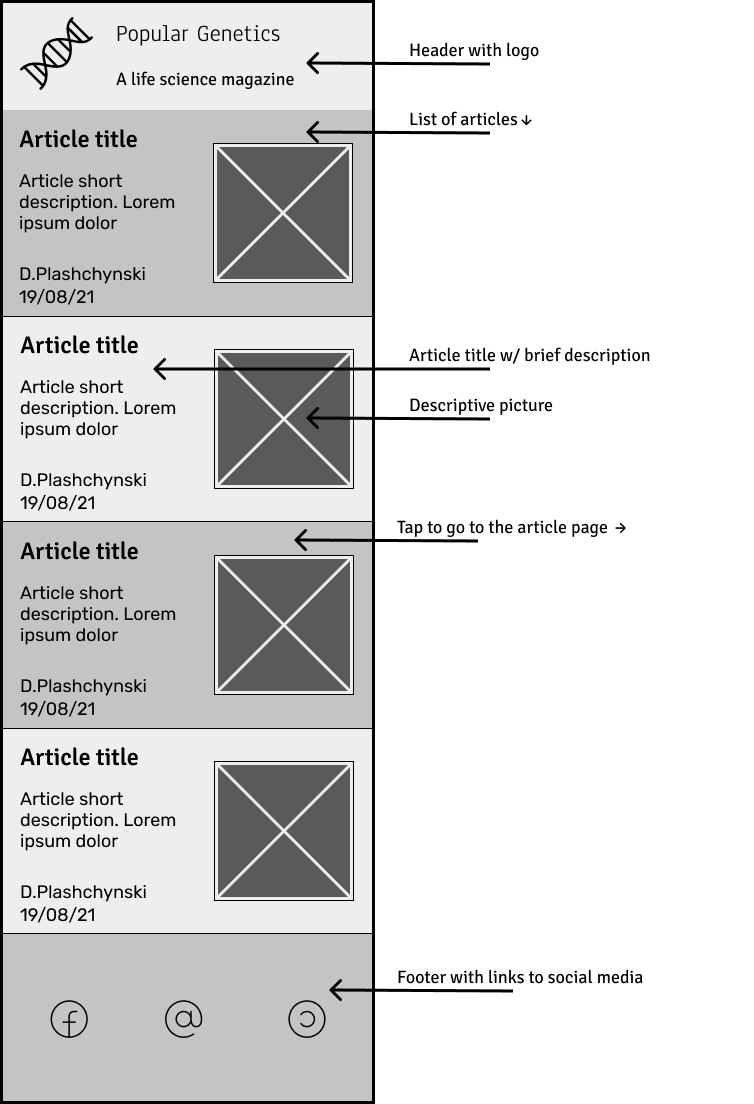 Popular Genetics
A life science magazine
Header with logo
List of articles ↓
Article title
Article short
description. Lorem
ipsum dolor
D.Plashchynski
19/08/21
Article title
Article title w/ brief description
Article short
description. Lorem
ipsum dolor
Descriptive picture
D.Plashchynski
19/08/21
Tap to go to the article page →
Article title
Article short
description. Lorem
ipsum dolor
D.Plashchynski
19/08/21
Article title
Article short
description. Lorem
ipsum dolor
D.Plashchynski
19/08/21
Footer with links to social media
f @ ↄ